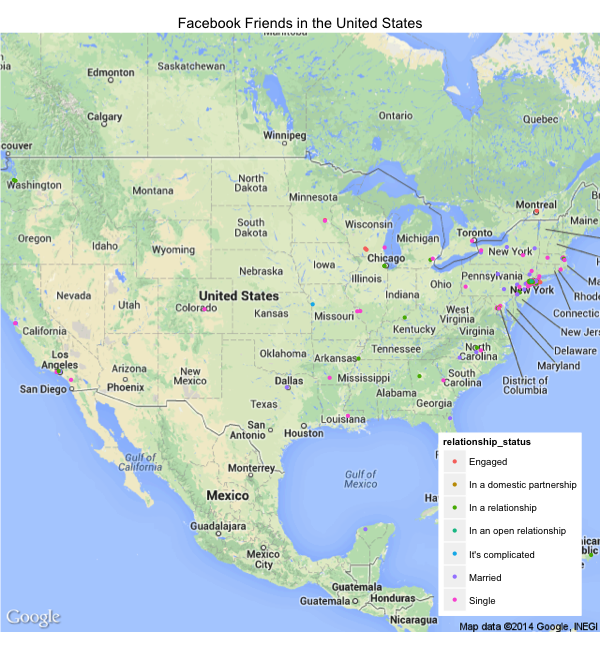 Facebook Friends in the United States
Manitoba
Edmonton
Saskatchewan
Calgary
Ontario
Quebec
Winnipeg
couver
Washington
Montana
North
Dakota
Minnesota
Montreal
Maine
Oregon
Idaho
Wyoming
South
Dakota
Wisconsin
Michigan
Toronto
New York
Nebraska
Iowa
Chicago
Illinois
Indiana
Ohio
Pennsylvania
New York
Ma
Rhode
Connectic
New Jers
Delaware
Maryland
District of
Columbia
Nevada
Utah
Colorado
United States
Kansas
Missouri
West
Virginia
Virginia
Kentucky
California
Los
Angeles
San Diego
Arizona
Phoenix
New
Mexico
Oklahoma
Arkansas
Tennessee
North
Carolina
South
Carolina
Dallas
Mississippi
Alabama
Georgia
Texas
Louisiana
San
Antonio
Houston
Gulf of
California
Monterrey
Gulf of
Mexico
Mexico
Guadalajara
Mexico
City
Ha
F
Guatemala
Guatemala
Honduras
Nicaragua
nican
blic
relationship_status
Engaged
In a domestic partnership
In a relationship
In an open relationship
It's complicated
Married
Single
Google
Map data ©2014 Google, INEGI